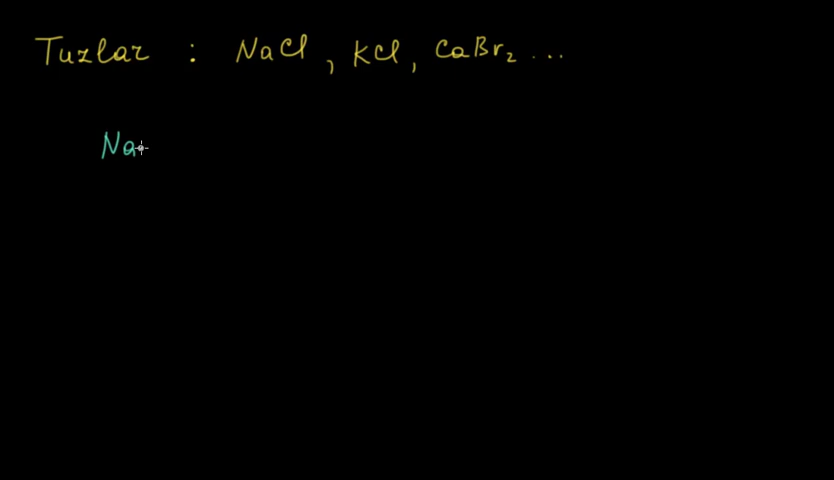 Tuzlar : NaCl, KCl, CaBr₂ ...
Na